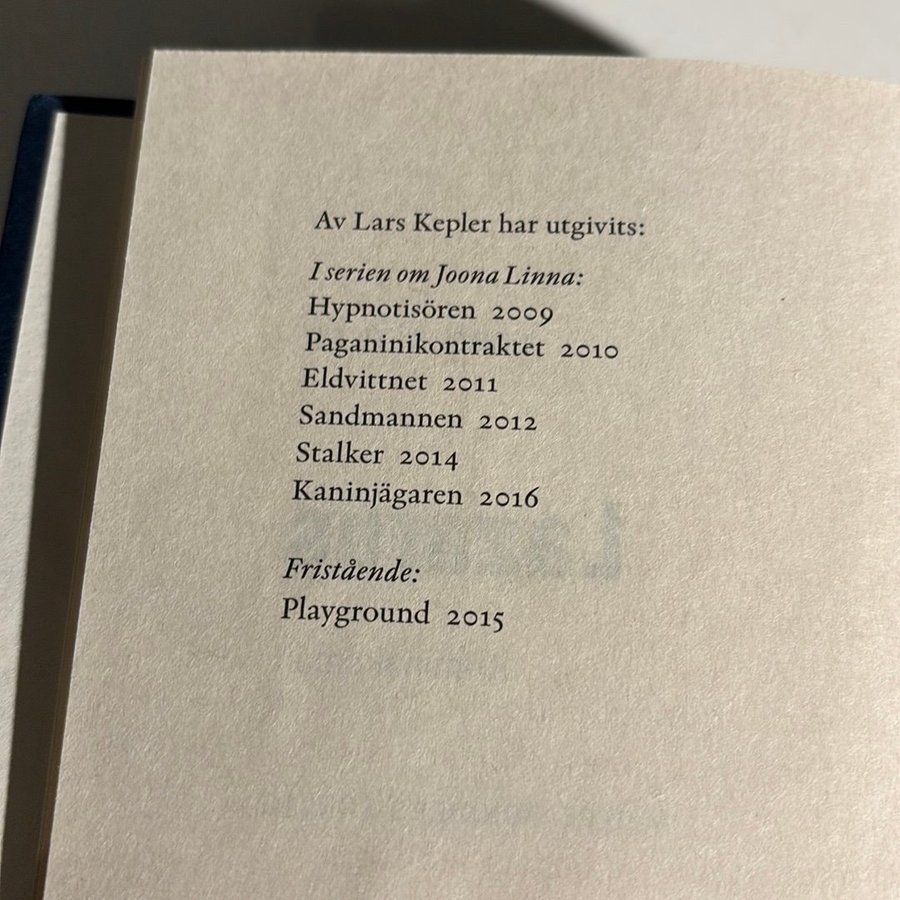 Av Lars Kepler har utgivits:
I serien om Joona Linna:
Hypnotisören 2009
Paganinikontraktet 2010
Eldvittnet 2011
Sandmannen 2012
Stalker 2014
Kaninjägaren 2016
Fristående:
Playground 2015